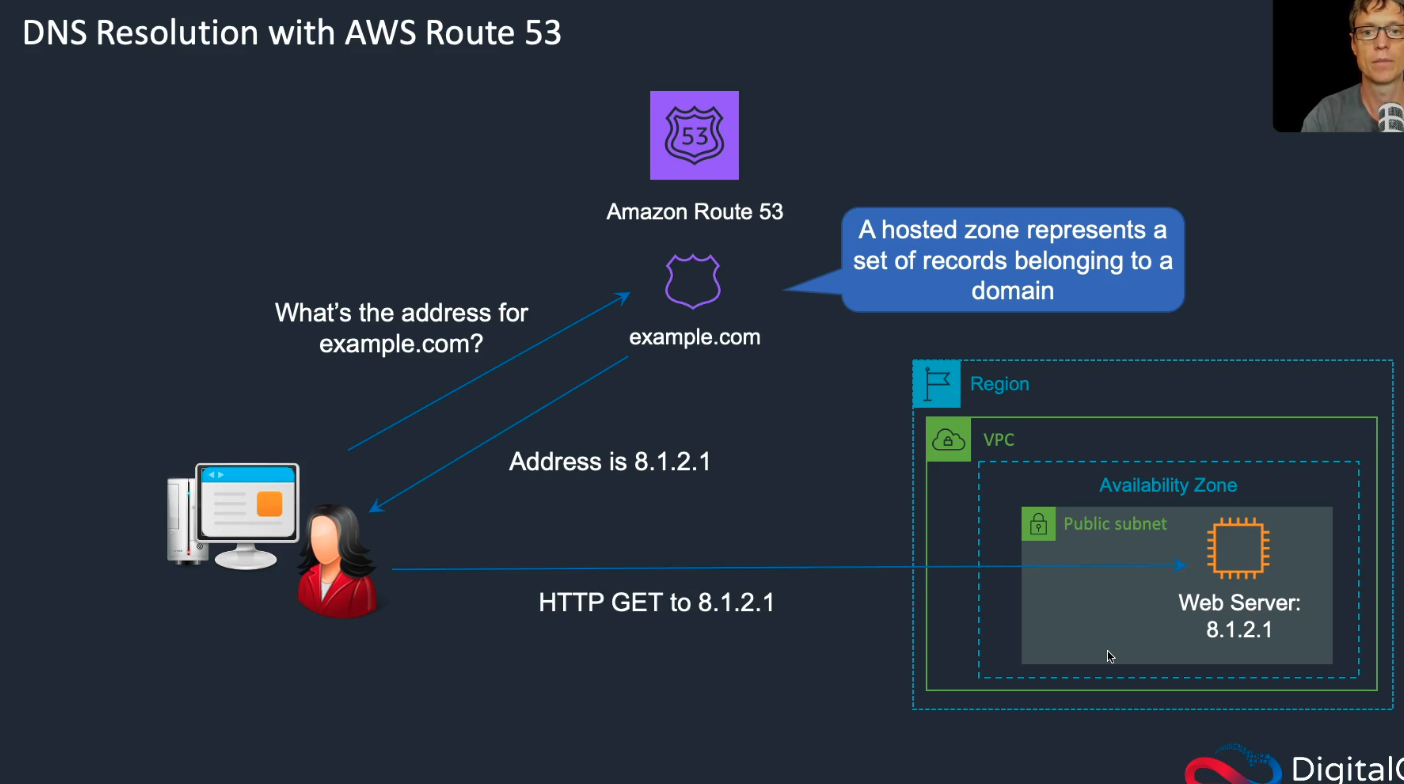 DNS Resolution with AWS Route 53
53
Amazon Route 53
A hosted zone represents a
set of records belonging to a
domain
What's the address for
example.com?
example.com
Region
VPC
Address is 8.1.2.1
Availability Zone
Public subnet
HTTP GET to 8.1.2.1
Web Server:
8.1.2.1